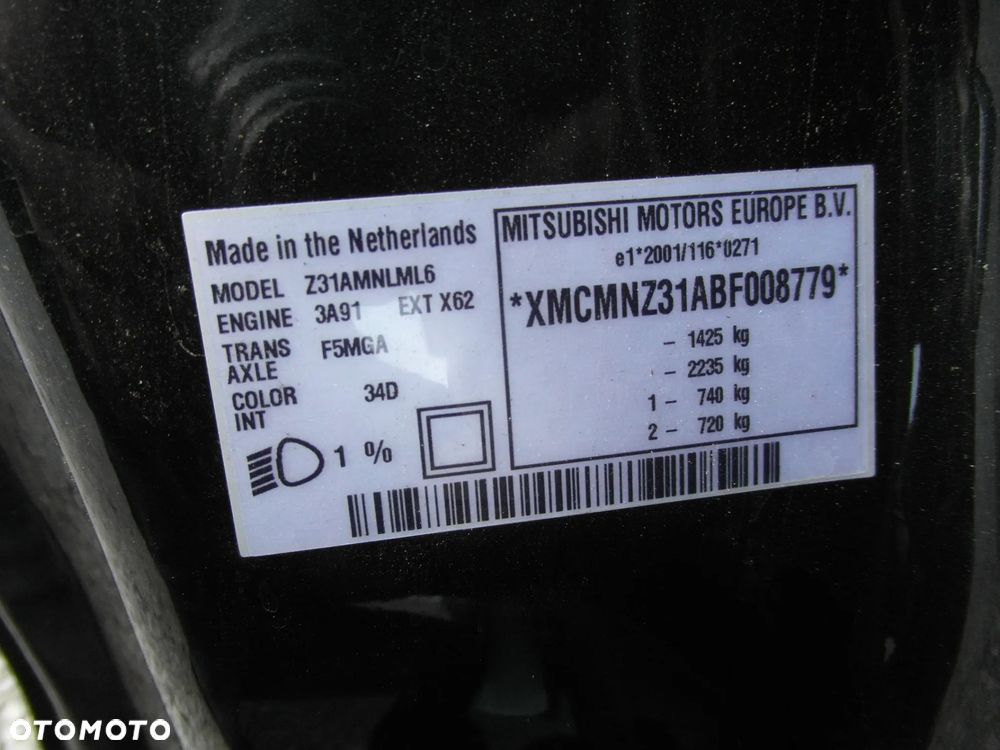 Made in the Netherlands
MODEL Z31AMNLML6
ENGINE 3A91 EXT X62
TRANS AXLE F5MGA
COLOR INT 34D
1 %
MITSUBISHI MOTORS EUROPE B.V.
e1*2001/116*0271
*XMCMNZ31ABF008779*
– 1425 kg
– 2235 kg
1 – 740 kg
2 – 720 kg
OTOMOTO